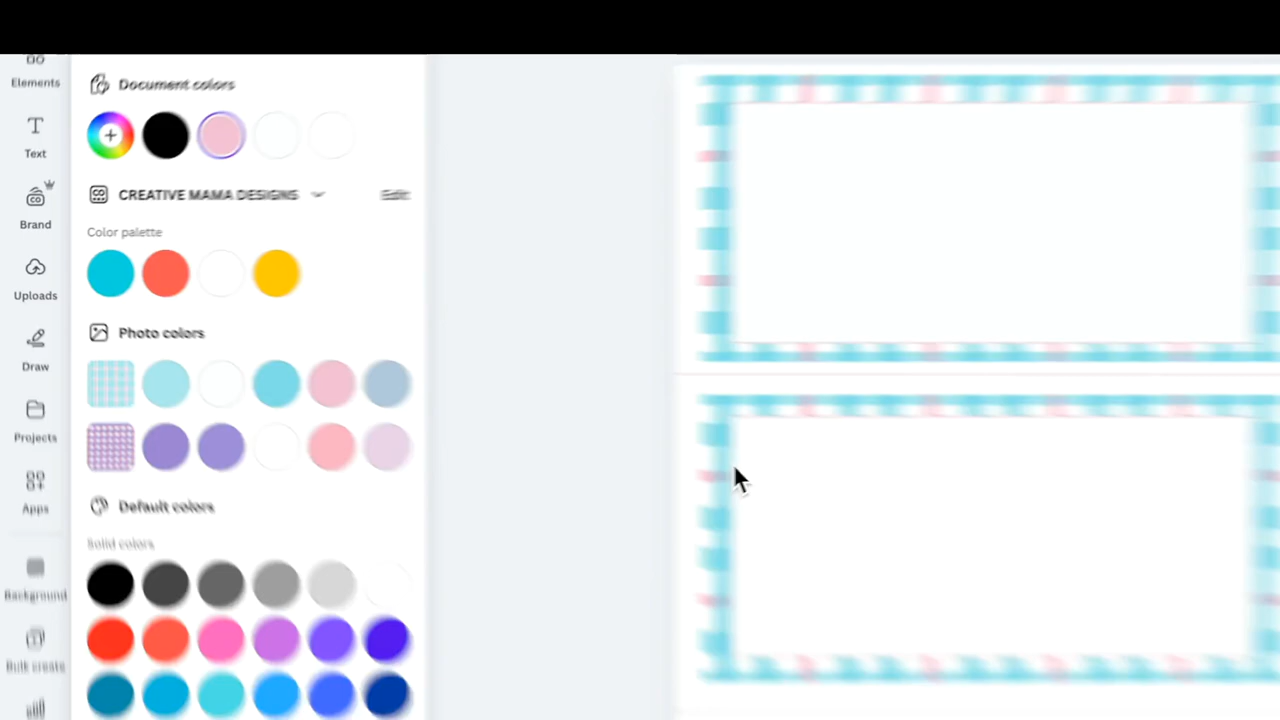 Elements
Text
Brand
Uploads
Draw
Projects
Apps
Background
Bulk create
Document colors
CREATIVE MAMA DESIGNS
Edit
Color palette
Photo colors
Default colors
Solid colors